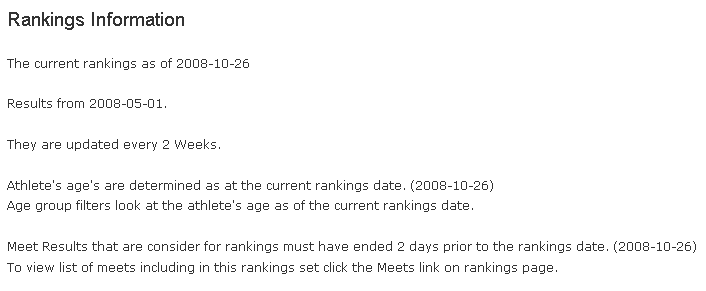 Rankings Information
The current rankings as of 2008-10-26
Results from 2008-05-01.
They are updated every 2 Weeks.
Athlete's age's are determined as at the current rankings date. (2008-10-26)
Age group filters look at the athlete's age as of the current rankings date.
Meet Results that are consider for rankings must have ended 2 days prior to the rankings date. (2008-10-26)
To view list of meets including in this rankings set click the Meets link on rankings page.